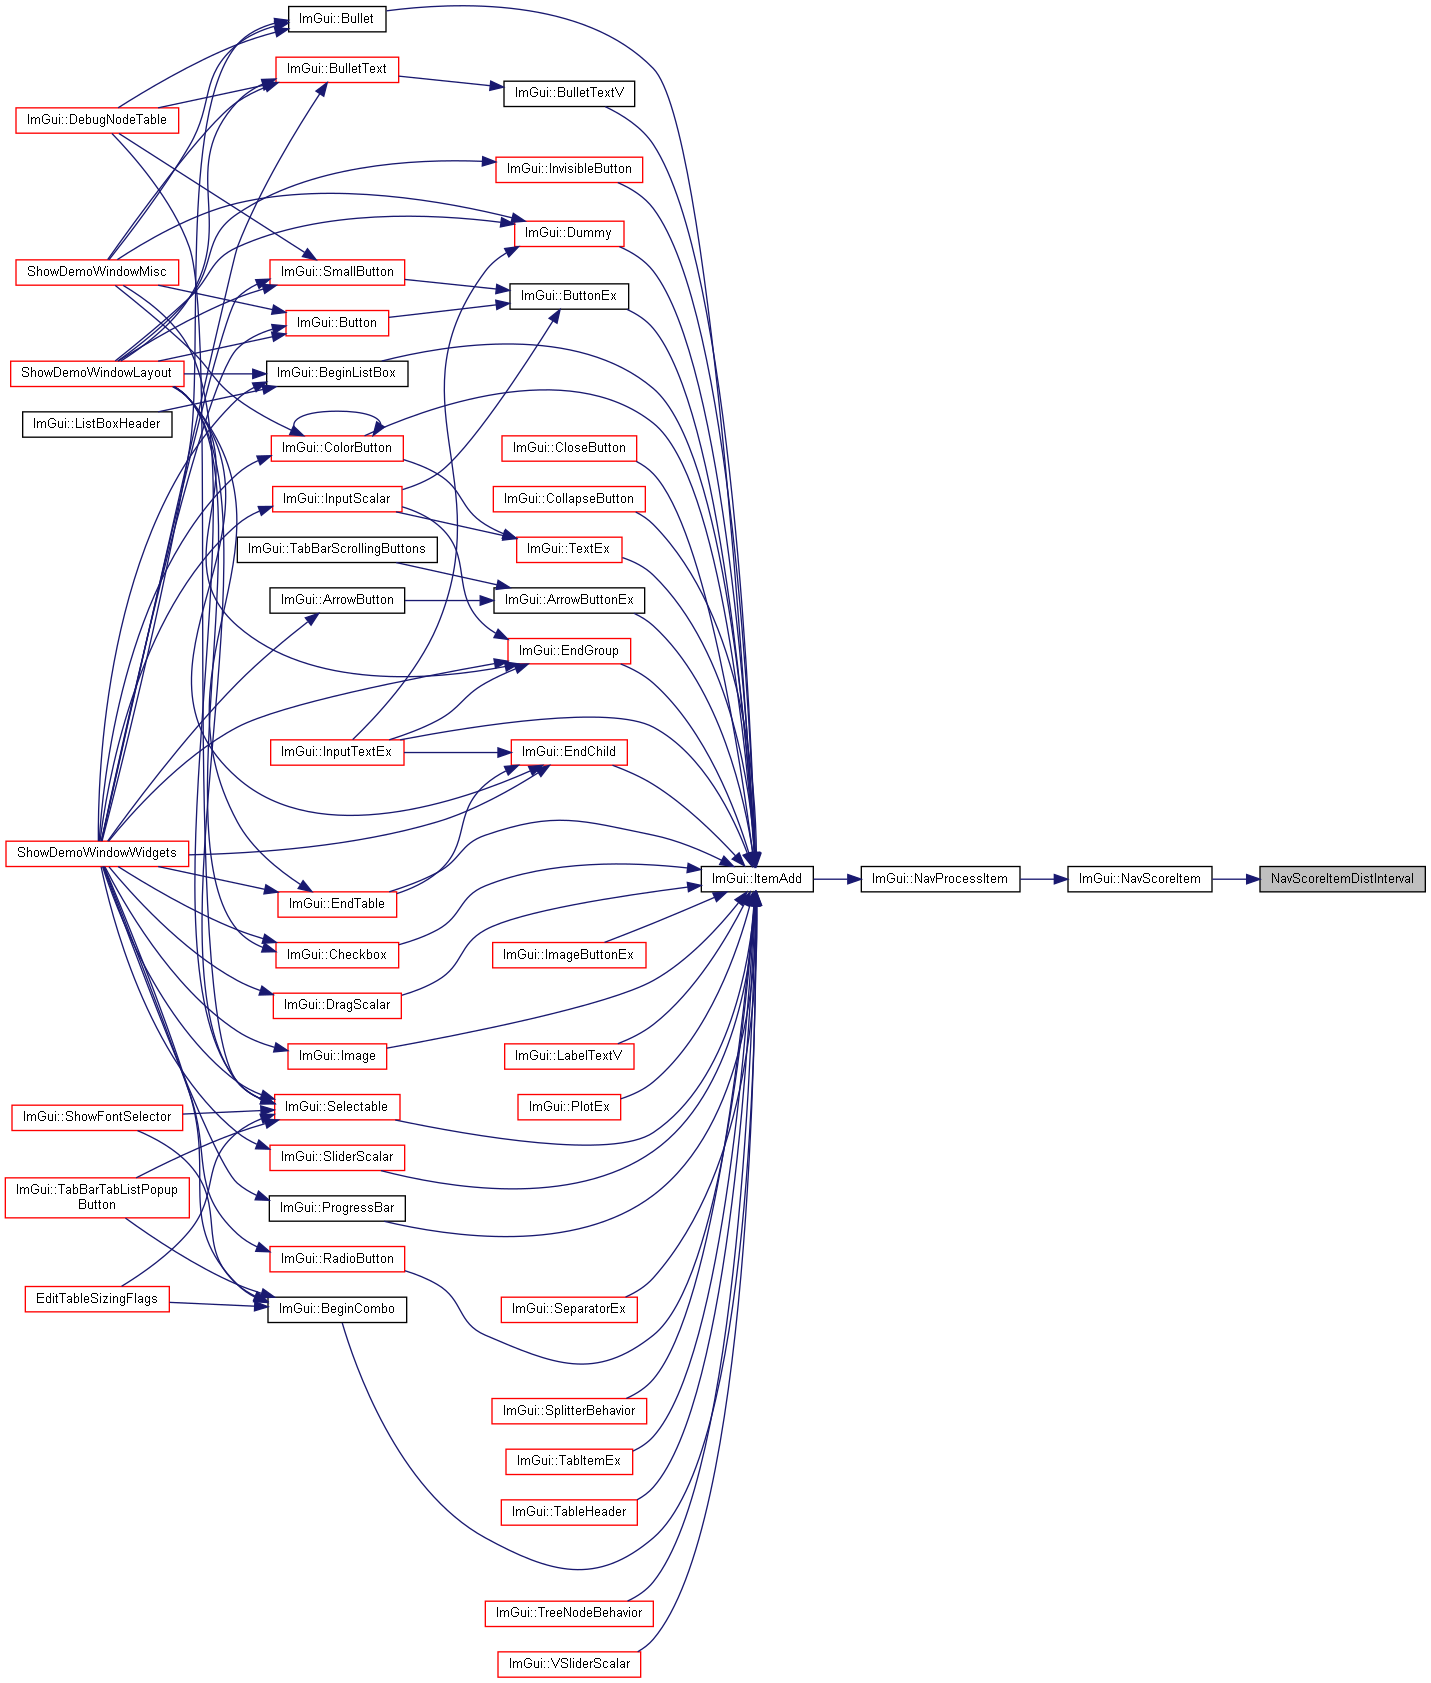 ImGui::Bullet
ImGui::BulletText
ImGui::BulletTextV
ImGui::DebugNodeTable
ImGui::InvisibleButton
ImGui::Dummy
ShowDemoWindowMisc
ImGui::SmallButton
ImGui::ButtonEx
ImGui::Button
ShowDemoWindowLayout
ImGui::BeginListBox
ImGui::ListBoxHeader
ImGui::ColorButton
ImGui::CloseButton
ImGui::InputScalar
ImGui::CollapseButton
ImGui::TabBarScrollingButtons
ImGui::TextEx
ImGui::ArrowButton
ImGui::ArrowButtonEx
ImGui::EndGroup
ImGui::InputTextEx
ImGui::EndChild
ShowDemoWindowWidgets
ImGui::ItemAdd
ImGui::NavProcessItem
ImGui::NavScoreItem
NavScoreItemDistInterval
ImGui::EndTable
ImGui::Checkbox
ImGui::ImageButtonEx
ImGui::DragScalar
ImGui::Image
ImGui::LabelTextV
ImGui::Selectable
ImGui::PlotEx
ImGui::ShowFontSelector
ImGui::SliderScalar
ImGui::TabBarTabListPopup
Button
ImGui::ProgressBar
ImGui::RadioButton
EditTableSizingFlags
ImGui::BeginCombo
ImGui::SeparatorEx
ImGui::SplitterBehavior
ImGui::TabItemEx
ImGui::TableHeader
ImGui::TreeNodeBehavior
ImGui::VSliderScalar